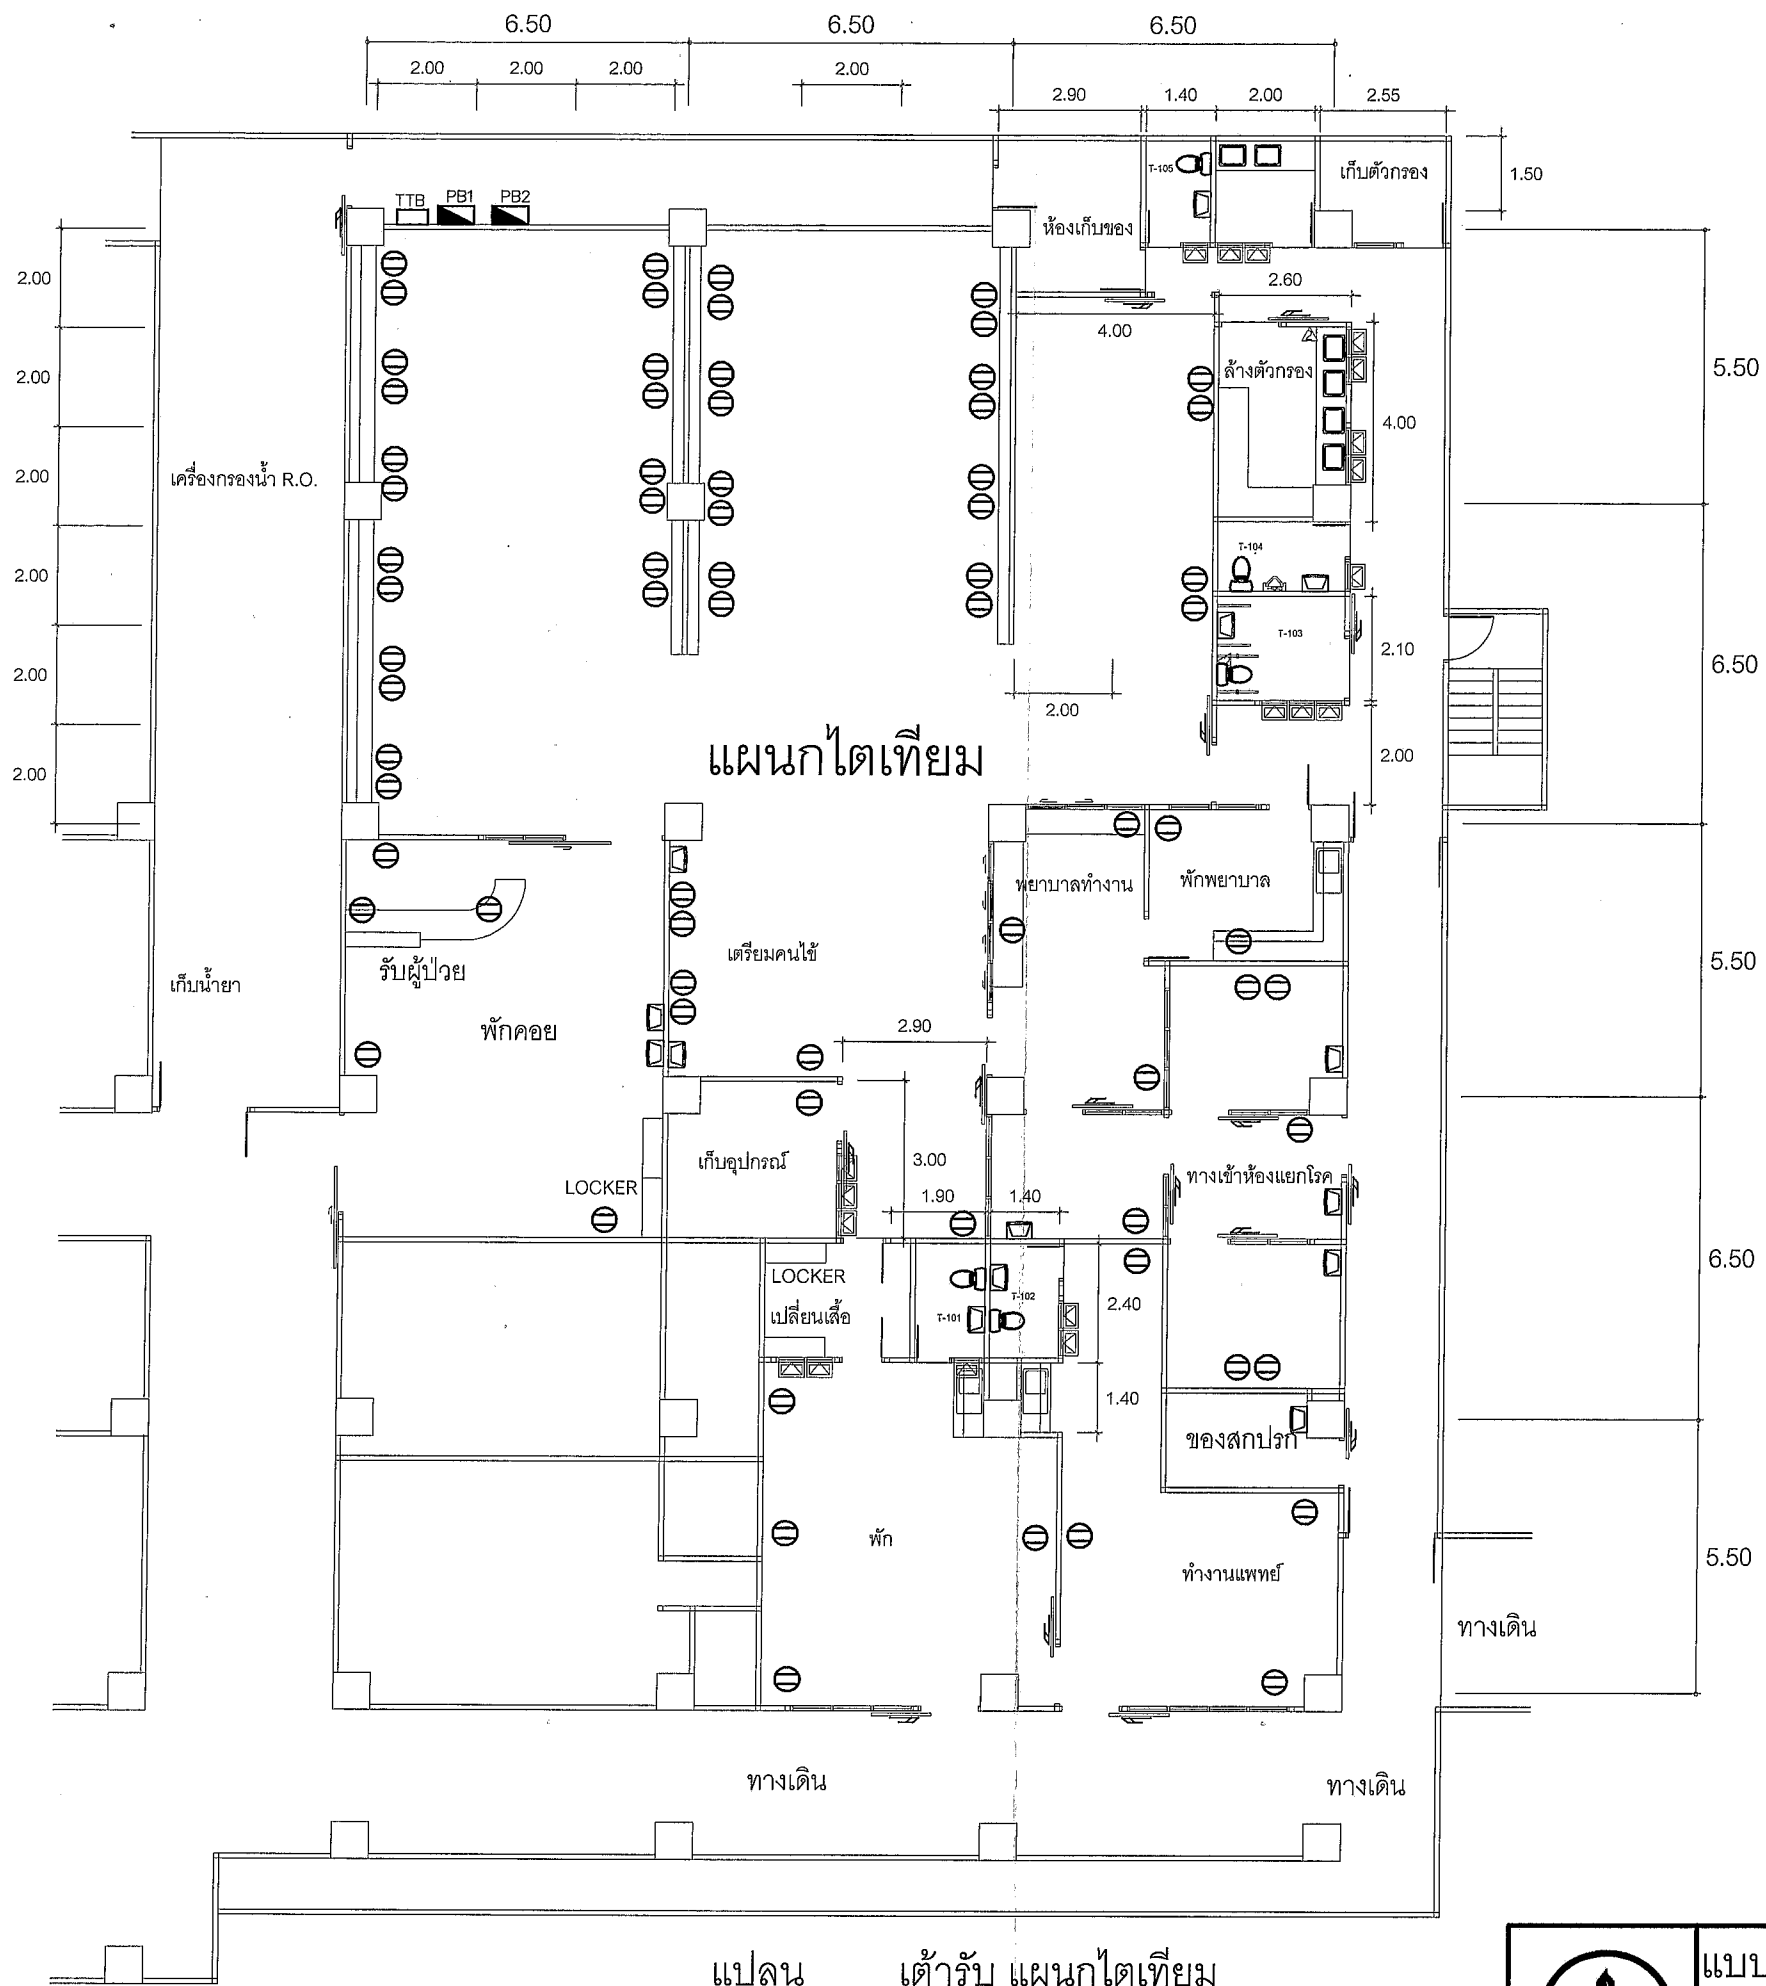 6.50 6.50 6.50
2.00 2.00 2.00 2.00
2.90 1.40 2.00 2.55
T-105
เก็บตัวกรอง
1.50
TTB PB1 PB2
ห้องเก็บของ
2.00
2.60
4.00
5.50
2.00
ล้างตัวกรอง
4.00
2.00
เครื่องกรองน้ำ R.O.
T-104
2.00
T-103
2.10
6.50
2.00
2.00
แผนกไตเทียม
2.00
2.00
พยาบาลทำงาน
พักพยาบาล
เตรียมคนไข้
รับผู้ป่วย
5.50
เก็บน้ำยา
พักคอย
2.90
เก็บอุปกรณ์
3.00
ทางเข้าห้องแยกโรค
LOCKER
1.90 1.40
6.50
LOCKER
T-102
2.40
เปลี่ยนเสื้อ
T-101
1.40
ของสกปรก
พัก
5.50
ทำงานแพทย์
ทางเดิน
ทางเดิน
ทางเดิน
แปลน เต้ารับ แผนกไตเทียม
แบบ